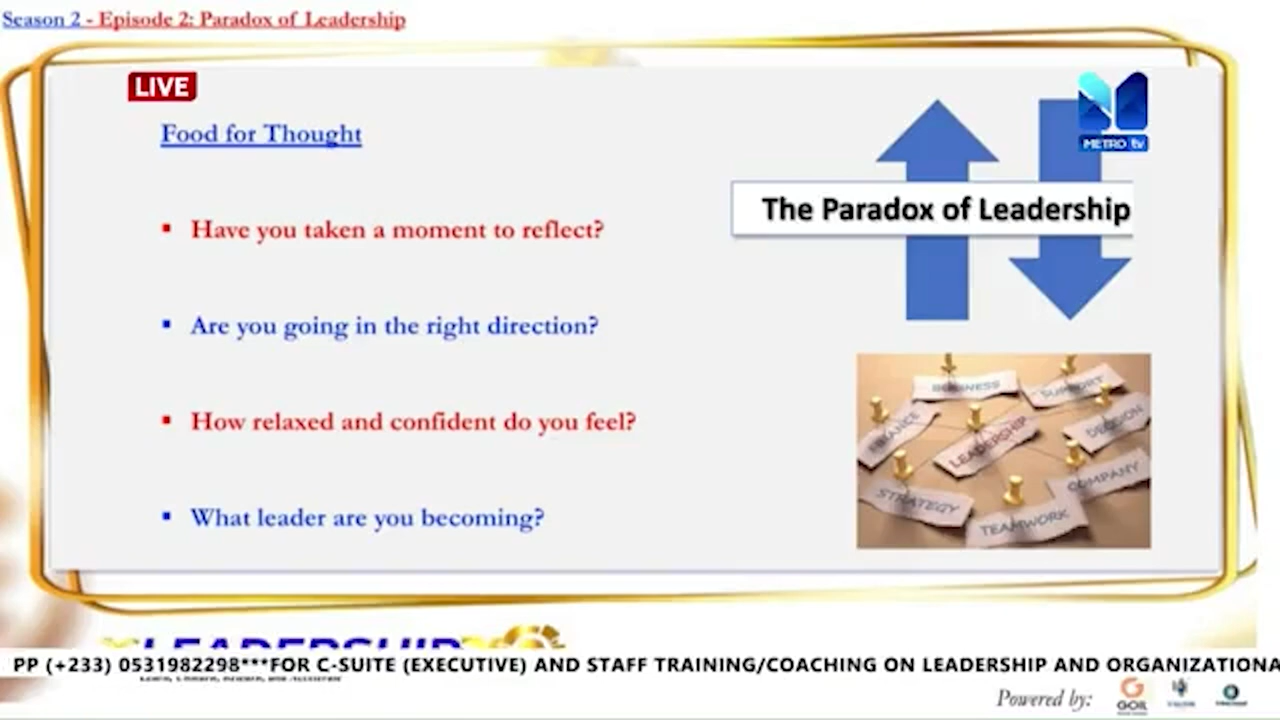 Season 2 - Episode 2: Paradox of Leadership
LIVE
Food for Thought
METRO tv
The Paradox of Leadership
Have you taken a moment to reflect?
Are you going in the right direction?
How relaxed and confident do you feel?
What leader are you becoming?
BUSINESS
SUPPORT
FINANCE
LEADERSHIP
DECISION
STRATEGY
COMPANY
TEAMWORK
LEADERSHIP
PP (+233) 0531982298***FOR C-SUITE (EXECUTIVE) AND STAFF TRAINING/COACHING ON LEADERSHIP AND ORGANIZATIONA
Powered by:
GOIL